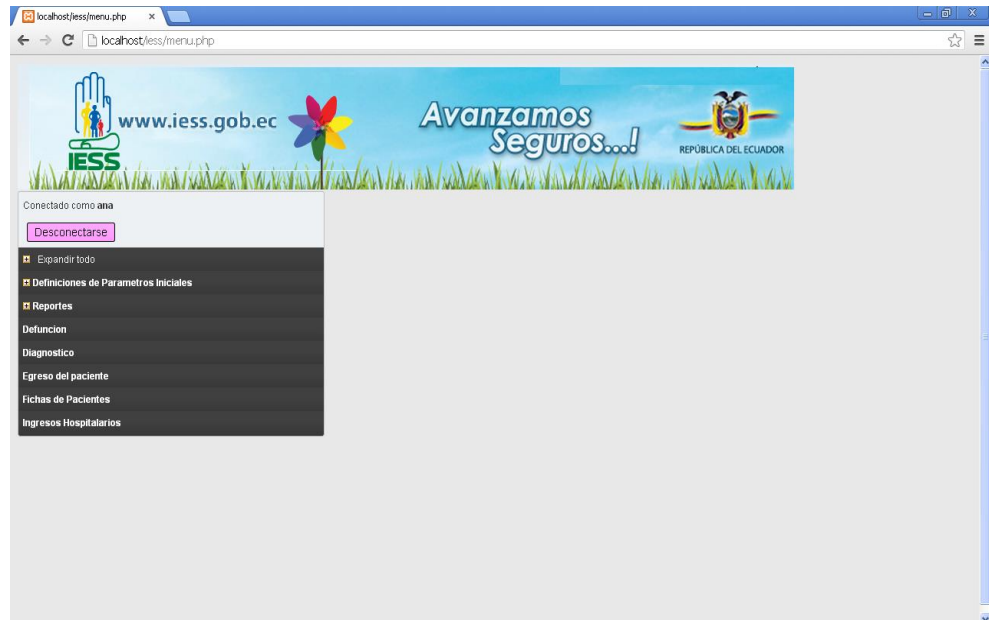 localhost/iess/menu.php
localhost/iess/menu.php
IESS
www.iess.gob.ec
Avanzamos
Seguros...!
REPÚBLICA DEL ECUADOR
Conectado como ana
Desconectarse
Expandir todo
Definiciones de Parametros Iniciales
Reportes
Defuncion
Diagnostico
Egreso del paciente
Fichas de Pacientes
Ingresos Hospitalarios